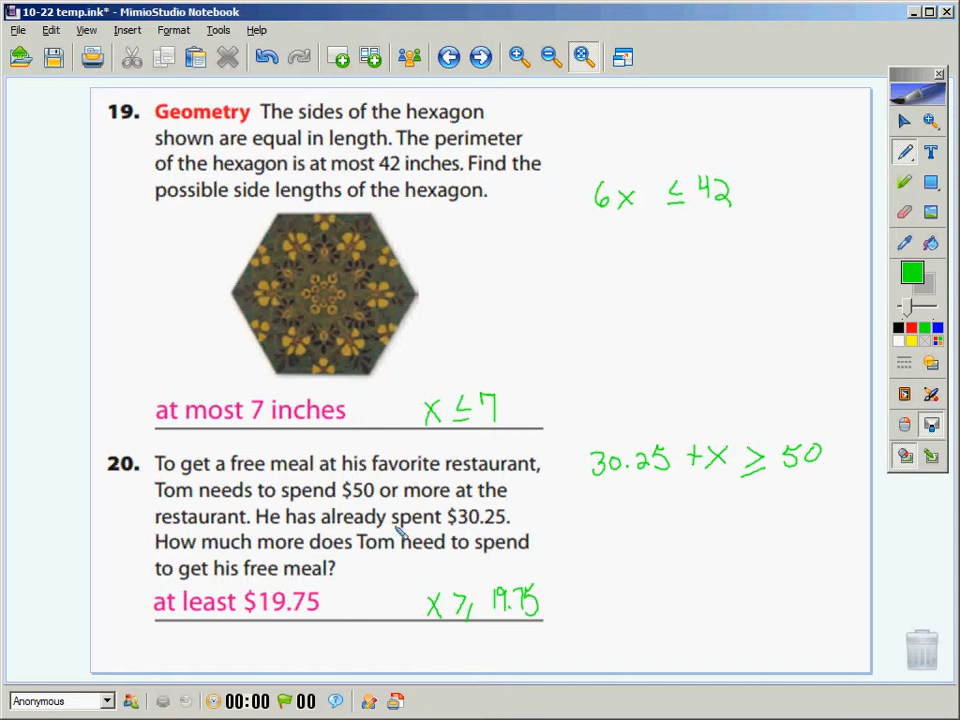 10-22 temp.ink* - MimioStudio Notebook
File Edit View Insert Format Tools Help
19. Geometry The sides of the hexagon
shown are equal in length. The perimeter
of the hexagon is at most 42 inches. Find the
possible side lengths of the hexagon.
6x ≤ 42
at most 7 inches x ≤ 7
20. To get a free meal at his favorite restaurant,
Tom needs to spend $50 or more at the
restaurant. He has already spent $30.25.
How much more does Tom need to spend
to get his free meal?
30.25 + x ≥ 50
at least $19.75 x ≥ 19.75
Anonymous 00:00 00